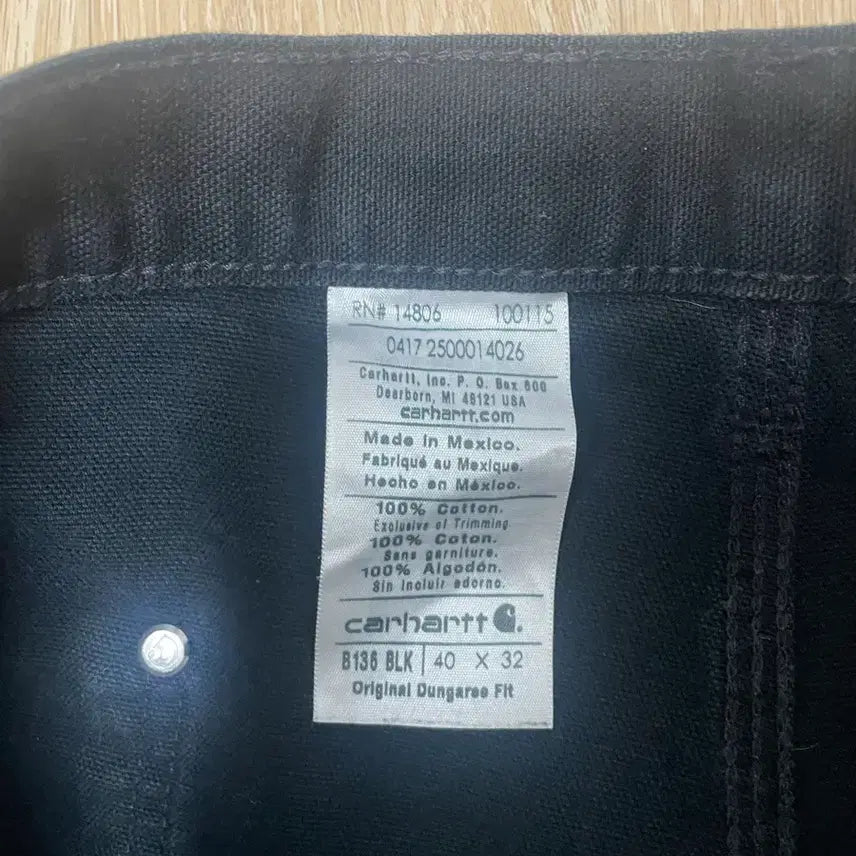 RN# 14806 100115
0417 2500014026
Carhartt, Inc. P. O. Box 600
Dearborn, MI 48121 USA
carhartt.com
Made in Mexico.
Fabriqué au Mexique.
Hecho en México.
100% Cotton.
Exclusive of Trimming
100% Coton.
Sans garniture.
100% Algodón.
Sin incluir adorno.
carhartt
B136 BLK | 40 X 32
Original Dungaree Fit